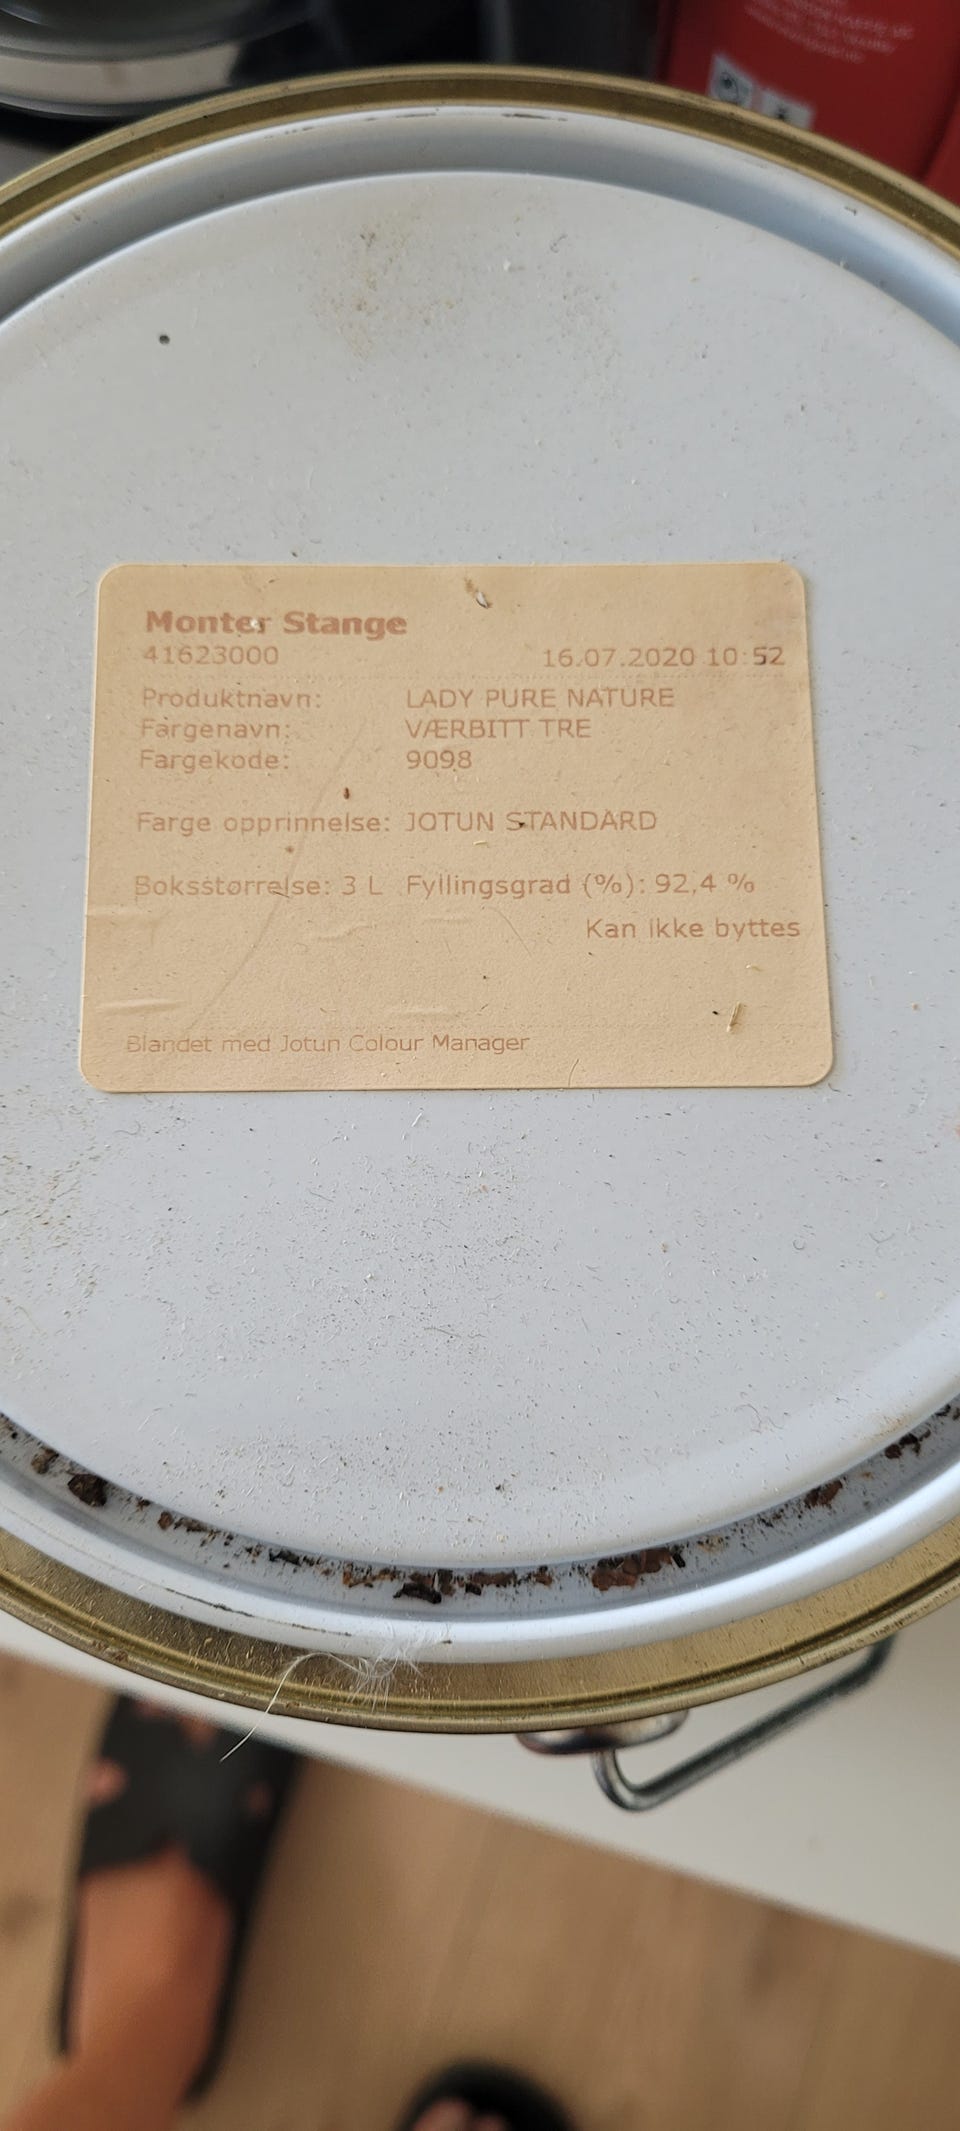 Monter Stange
41623000 16.07.2020 10:52
Produktnavn: LADY PURE NATURE
Fargenavn: VÆRBITT TRE
Fargekode: 9098
Farge opprinnelse: JOTUN STANDARD
Boksstørrelse: 3 L Fyllingsgrad (%): 92,4 %
Kan ikke byttes
Blandet med Jotun Colour Manager